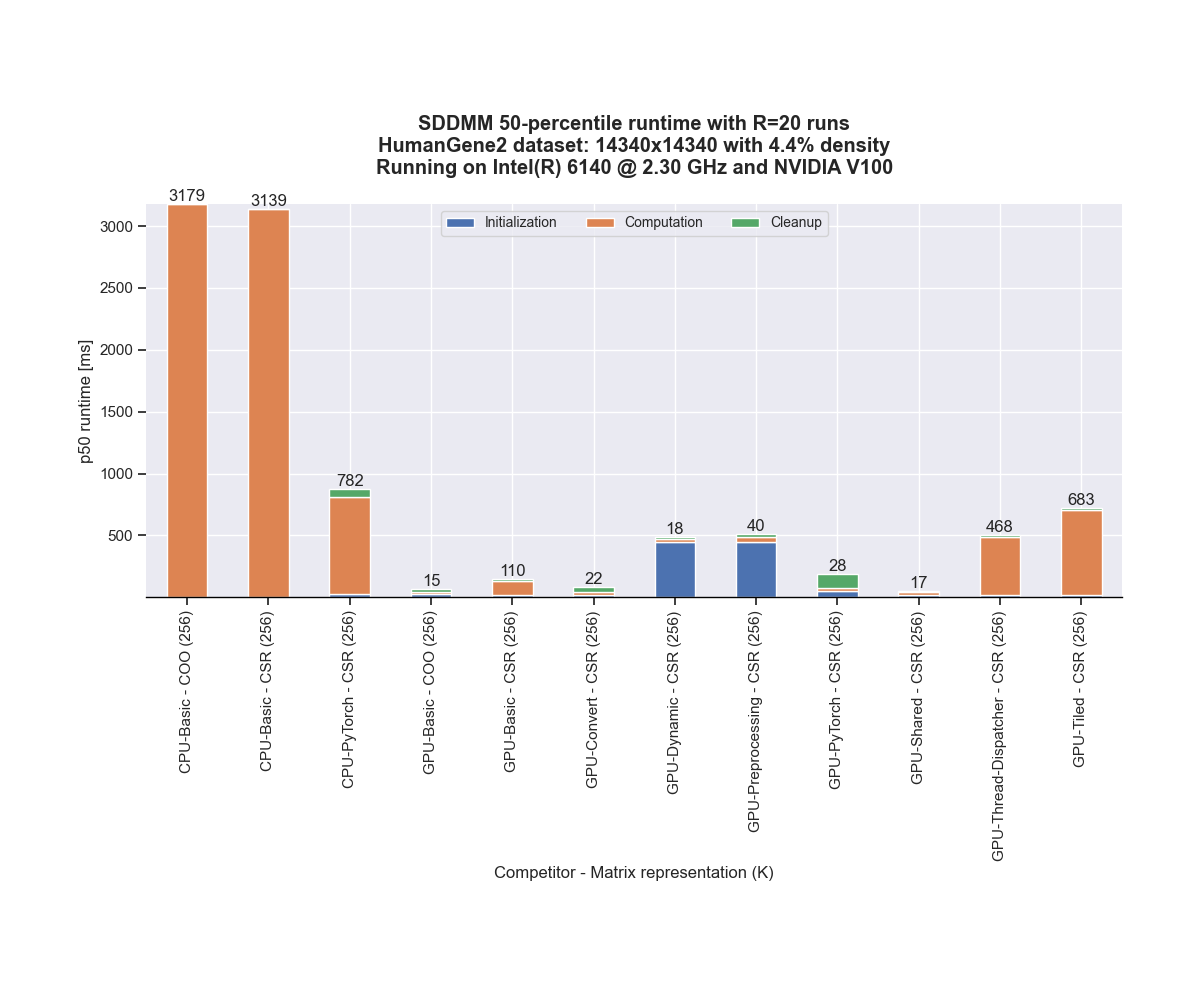 SDDMM 50-percentile runtime with R=20 runs
HumanGene2 dataset: 14340x14340 with 4.4% density
Running on Intel(R) 6140 @ 2.30 GHz and NVIDIA V100
Initialization
Computation
Cleanup
3179
3139
782
15
110
22
18
40
28
17
468
683
3000
2500
2000
1500
1000
500
p50 runtime [ms]
CPU-Basic - COO (256)
CPU-Basic - CSR (256)
CPU-PyTorch - CSR (256)
GPU-Basic - COO (256)
GPU-Basic - CSR (256)
GPU-Convert - CSR (256)
GPU-Dynamic - CSR (256)
GPU-Preprocessing - CSR (256)
GPU-PyTorch - CSR (256)
GPU-Shared - CSR (256)
GPU-Thread-Dispatcher - CSR (256)
GPU-Tiled - CSR (256)
Competitor - Matrix representation (K)